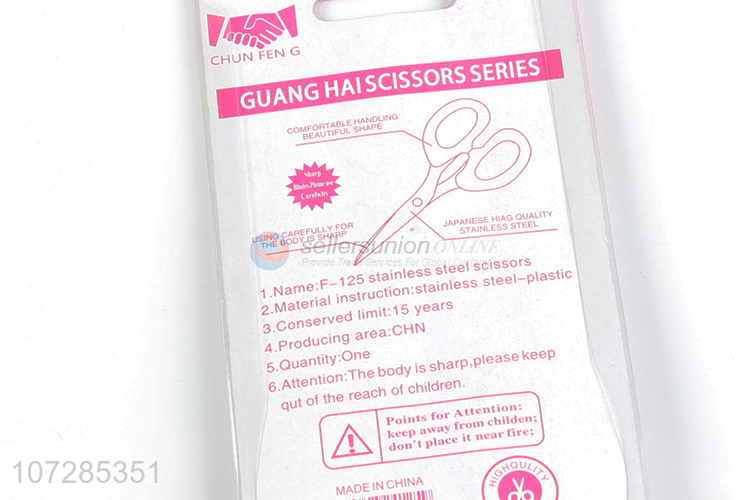 CHUN FEN G
GUANG HAI SCISSORS SERIES
COMFORTABLE HANDLING
BEAUTIFUL SHAPE
Sharp
Blades,Please use
Carefwity
USING CAREFULLY FOR
THE BODY IS SHARP
JAPANESE HIAG QUALITY
STAINLESS STEEL
sellersunion ONLINE
Provide Trade Services For Global Customers
1.Name:F-125 stainless steel scissors
2.Material instruction:stainless steel-plastic
3.Conserved limit:15 years
4.Producing area:CHN
5.Quantity:One
6.Attention:The body is sharp,please keep
qut of the reach of children.
Points for Attention:
keep away from childen;
don't place it near fire;
MADE IN CHINA
HIGHQULITY
107285351